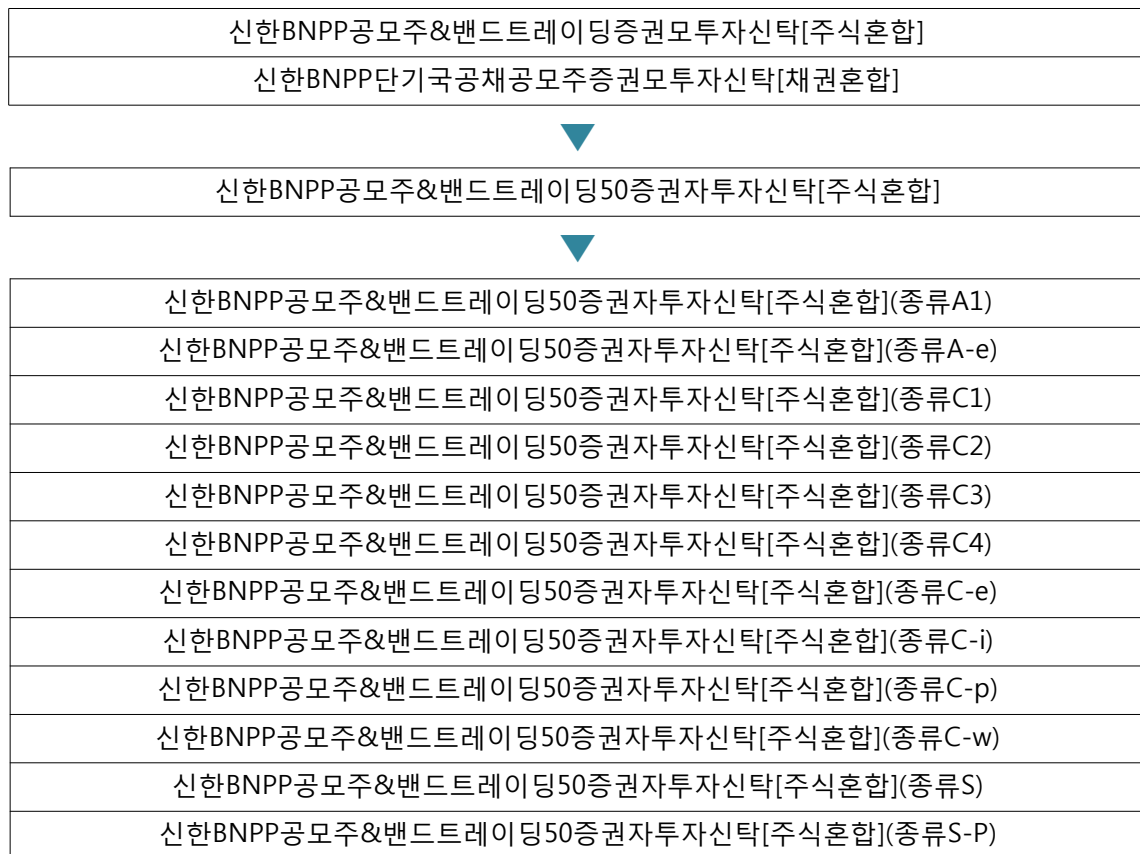 신한BNPP공모주&밴드트레이딩증권모투자신탁[주식혼합]
신한BNPP단기국공채공모주증권모투자신탁[채권혼합]
신한BNPP공모주&밴드트레이딩50증권자투자신탁[주식혼합]
신한BNPP공모주&밴드트레이딩50증권자투자신탁[주식혼합](종류A1)
신한BNPP공모주&밴드트레이딩50증권자투자신탁[주식혼합](종류A-e)
신한BNPP공모주&밴드트레이딩50증권자투자신탁[주식혼합](종류C1)
신한BNPP공모주&밴드트레이딩50증권자투자신탁[주식혼합](종류C2)
신한BNPP공모주&밴드트레이딩50증권자투자신탁[주식혼합](종류C3)
신한BNPP공모주&밴드트레이딩50증권자투자신탁[주식혼합](종류C4)
신한BNPP공모주&밴드트레이딩50증권자투자신탁[주식혼합](종류C-e)
신한BNPP공모주&밴드트레이딩50증권자투자신탁[주식혼합](종류C-i)
신한BNPP공모주&밴드트레이딩50증권자투자신탁[주식혼합](종류C-p)
신한BNPP공모주&밴드트레이딩50증권자투자신탁[주식혼합](종류C-w)
신한BNPP공모주&밴드트레이딩50증권자투자신탁[주식혼합](종류S)
신한BNPP공모주&밴드트레이딩50증권자투자신탁[주식혼합](종류S-P)